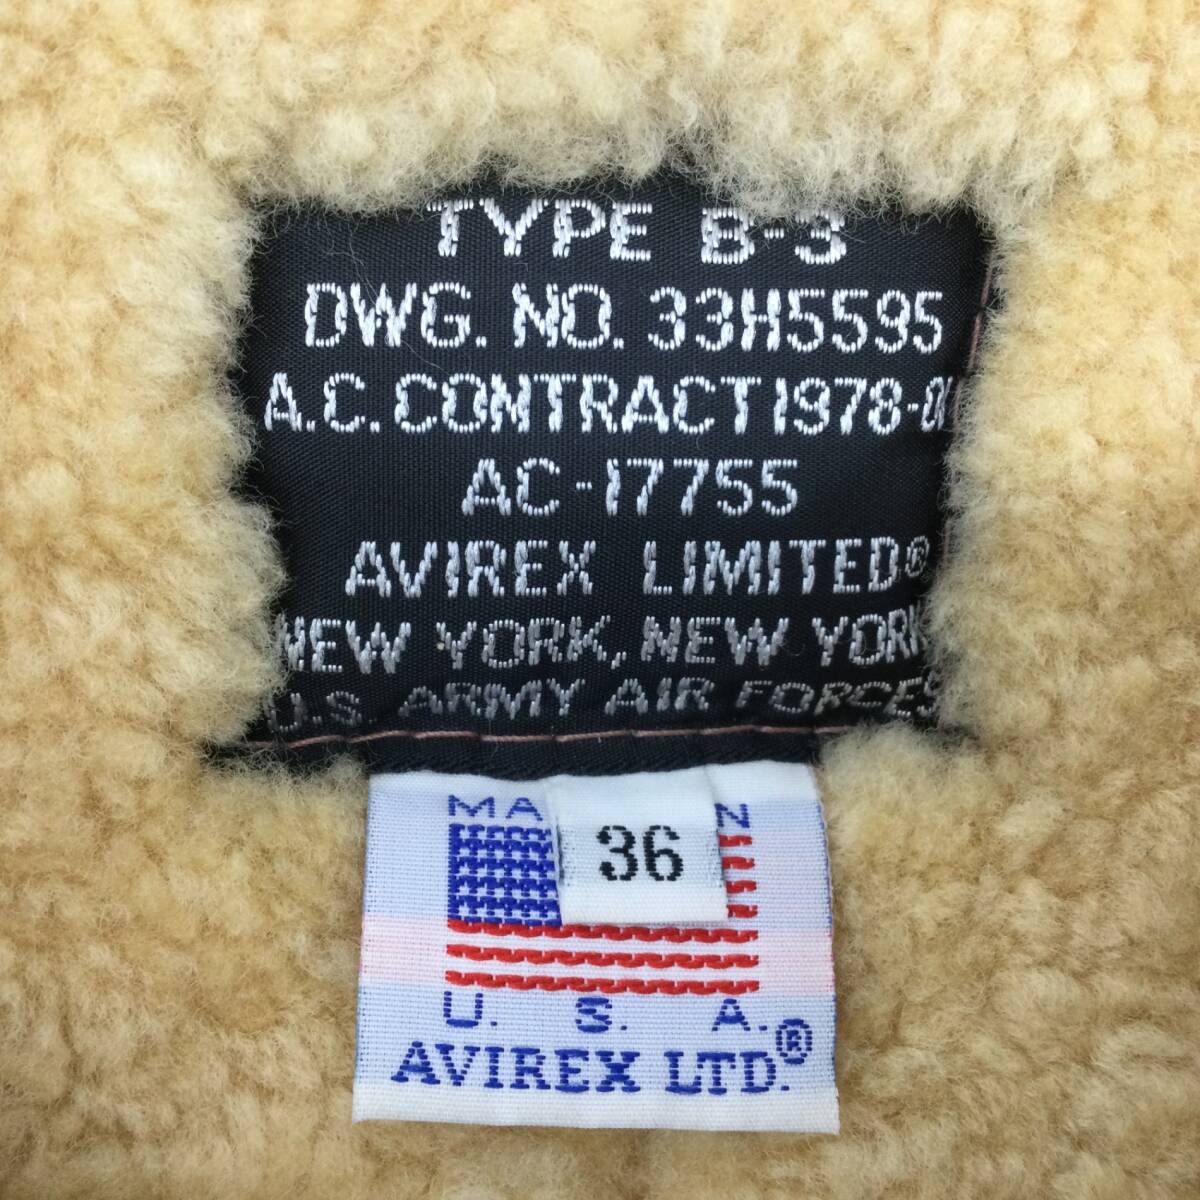 TYPE B-3
DWG. NO. 33H5595
A.C. CONTRACT 1978-01
AC-17755
AVIREX LIMITED®
NEW YORK, NEW YORK
U.S. ARMY AIR FORCES
36
U. S. A.
AVIREX LTD.®